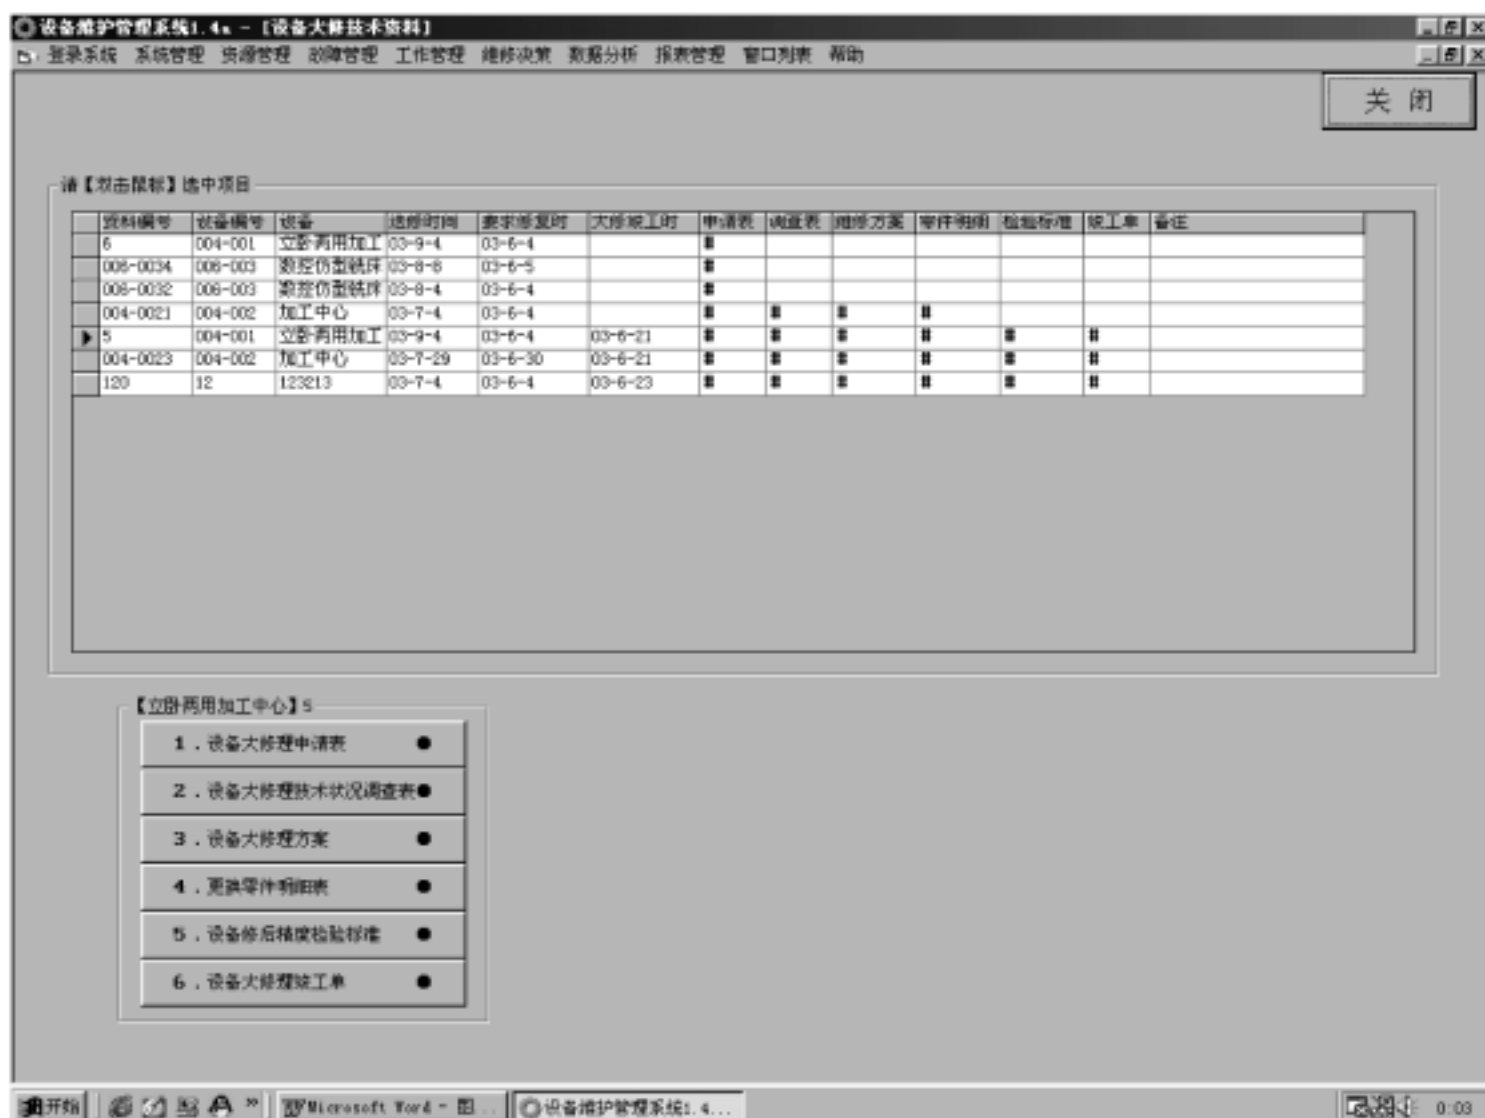 设备维护管理系统1.4a - [设备大修技术资料]
登录系统 系统管理 资源管理 故障管理 工作管理 维修决策 数据分析 报表管理 窗口列表 帮助
关 闭
请【双击鼠标】选中项目
资料编号 设备编号 设备 送修时间 要求修复时 大修竣工时 申请表 调查表 维修方案 零件明细 检验标准 竣工单 备注
6 004-001 立卧两用加工 03-9-4 03-6-4 #
006-0034 006-003 数控仿型铣床 03-8-8 03-6-5 #
006-0032 006-003 数控仿型铣床 03-8-4 03-6-4 #
004-0021 004-002 加工中心 03-7-4 03-6-4 # # # #
5 004-001 立卧两用加工 03-9-4 03-6-4 03-6-21 # # # # # #
004-0023 004-002 加工中心 03-7-29 03-6-30 03-6-21 # # # # # #
120 12 123213 03-7-4 03-6-4 03-6-23 # # # # # #
【立卧两用加工中心】5
1．设备大修理申请表
2．设备大修理技术状况调查表
3．设备大修理方案
4．更换零件明细表
5．设备修后精度检验标准
6．设备大修理竣工单
开始 Microsoft Word - 图... 设备维护管理系统1.4... 0:03